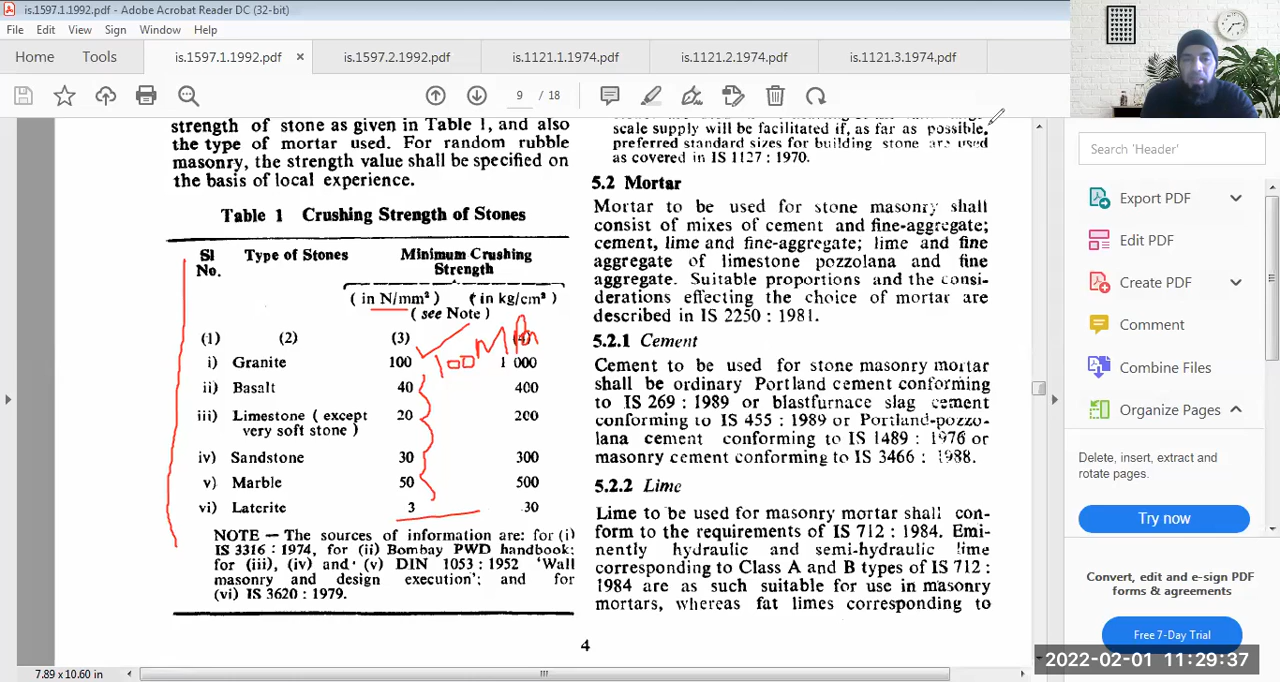 is.1597.1.1992.pdf - Adobe Acrobat Reader DC (32-bit)
File Edit View Sign Window Help
Home Tools is.1597.1.1992.pdf × is.1597.2.1992.pdf is.1121.1.1974.pdf is.1121.2.1974.pdf is.1121.3.1974.pdf
9 / 18
strength of stone as given in Table 1, and also
the type of mortar used. For random rubble
masonry, the strength value shall be specified on
the basis of local experience.
Table 1 Crushing Strength of Stones
Sl No. Type of Stones Minimum Crushing Strength
( in N/mm² ) ( in kg/cm² )
( see Note )
(1) (2) (3) (4)
100 MPa
i) Granite 100 1 000
ii) Basalt 40 400
iii) Limestone ( except very soft stone ) 20 200
iv) Sandstone 30 300
v) Marble 50 500
vi) Laterite 3 30
NOTE — The sources of information are: for (i)
IS 3316 : 1974, for (ii) Bombay PWD handbook;
for (iii), (iv) and (v) DIN 1053 : 1952 'Wall
masonry and design execution'; and for
(vi) IS 3620 : 1979.
scale supply will be facilitated if, as far as possible,
preferred standard sizes for building stone are used
as covered in IS 1127 : 1970.
5.2 Mortar
Mortar to be used for stone masonry shall
consist of mixes of cement and fine-aggregate;
cement, lime and fine-aggregate; lime and fine
aggregate of limestone pozzolana and fine
aggregate. Suitable proportions and the consi-
derations effecting the choice of mortar are
described in IS 2250 : 1981.
5.2.1 Cement
Cement to be used for stone masonry mortar
shall be ordinary Portland cement conforming
to IS 269 : 1989 or blastfurnace slag cement
conforming to IS 455 : 1989 or Portland-pozzo-
lana cement conforming to IS 1489 : 1976 or
masonry cement conforming to IS 3466 : 1988.
5.2.2 Lime
Lime to be used for masonry mortar shall con-
form to the requirements of IS 712 : 1984. Emi-
nently hydraulic and semi-hydraulic lime
corresponding to Class A and B types of IS 712 :
1984 are as such suitable for use in masonry
mortars, whereas fat limes corresponding to
4
7.89 x 10.60 in
Search 'Header'
Export PDF
Edit PDF
Create PDF
Comment
Combine Files
Organize Pages
Delete, insert, extract and
rotate pages.
Try now
Convert, edit and e-sign PDF
forms & agreements
Free 7-Day Trial
2022-02-01 11:29:37